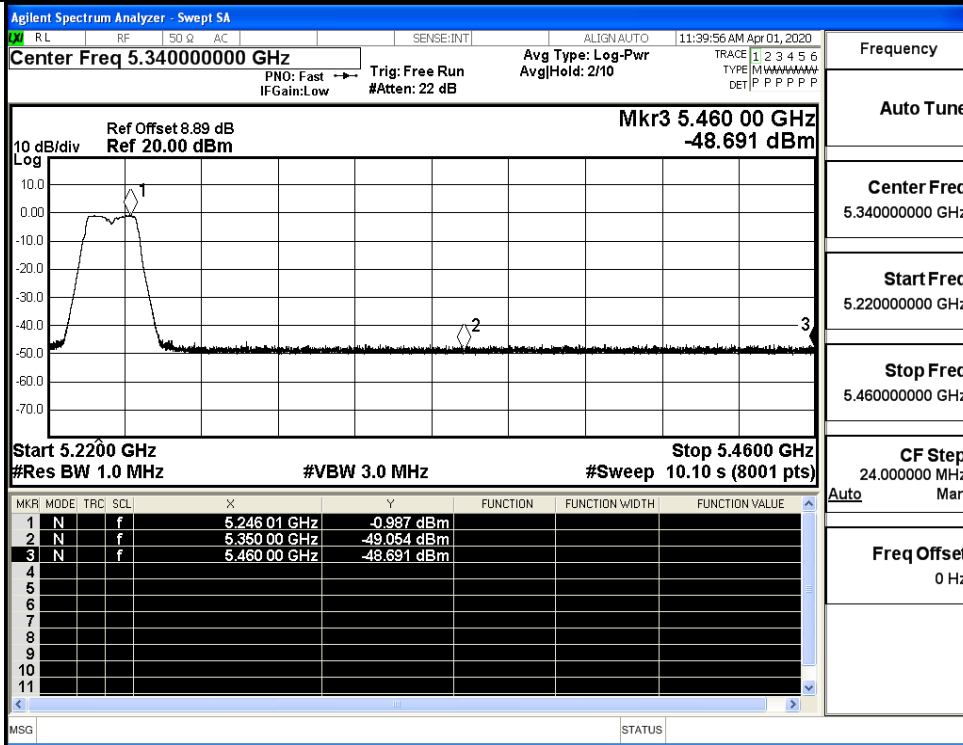 Agilent Spectrum Analyzer - Swept SA
LXI RL RF 50 Ω AC SENSE:INT ALIGN AUTO 11:39:56 AM Apr 01, 2020
Center Freq 5.340000000 GHz
PNO: Fast
IFGain:Low
Trig: Free Run
#Atten: 22 dB
Avg Type: Log-Pwr
Avg|Hold: 2/10
TRACE 1 2 3 4 5 6
TYPE M WWWWW
DET P P P P P P
Mkr3 5.460 00 GHz
-48.691 dBm
Ref Offset 8.89 dB
10 dB/div Ref 20.00 dBm
Log
10.0
0.00
-10.0
-20.0
-30.0
-40.0
-50.0
-60.0
-70.0
1
2
3
Start 5.2200 GHz Stop 5.4600 GHz
#Res BW 1.0 MHz #VBW 3.0 MHz #Sweep 10.10 s (8001 pts)
MKR MODE TRC SCL X Y FUNCTION FUNCTION WIDTH FUNCTION VALUE
1 N f 5.246 01 GHz -0.987 dBm
2 N f 5.350 00 GHz -49.054 dBm
3 N f 5.460 00 GHz -48.691 dBm
4
5
6
7
8
9
10
11
MSG STATUS
Frequency
Auto Tune
Center Freq
5.340000000 GHz
Start Freq
5.220000000 GHz
Stop Freq
5.460000000 GHz
CF Step
24.000000 MHz
Auto Man
Freq Offset
0 Hz